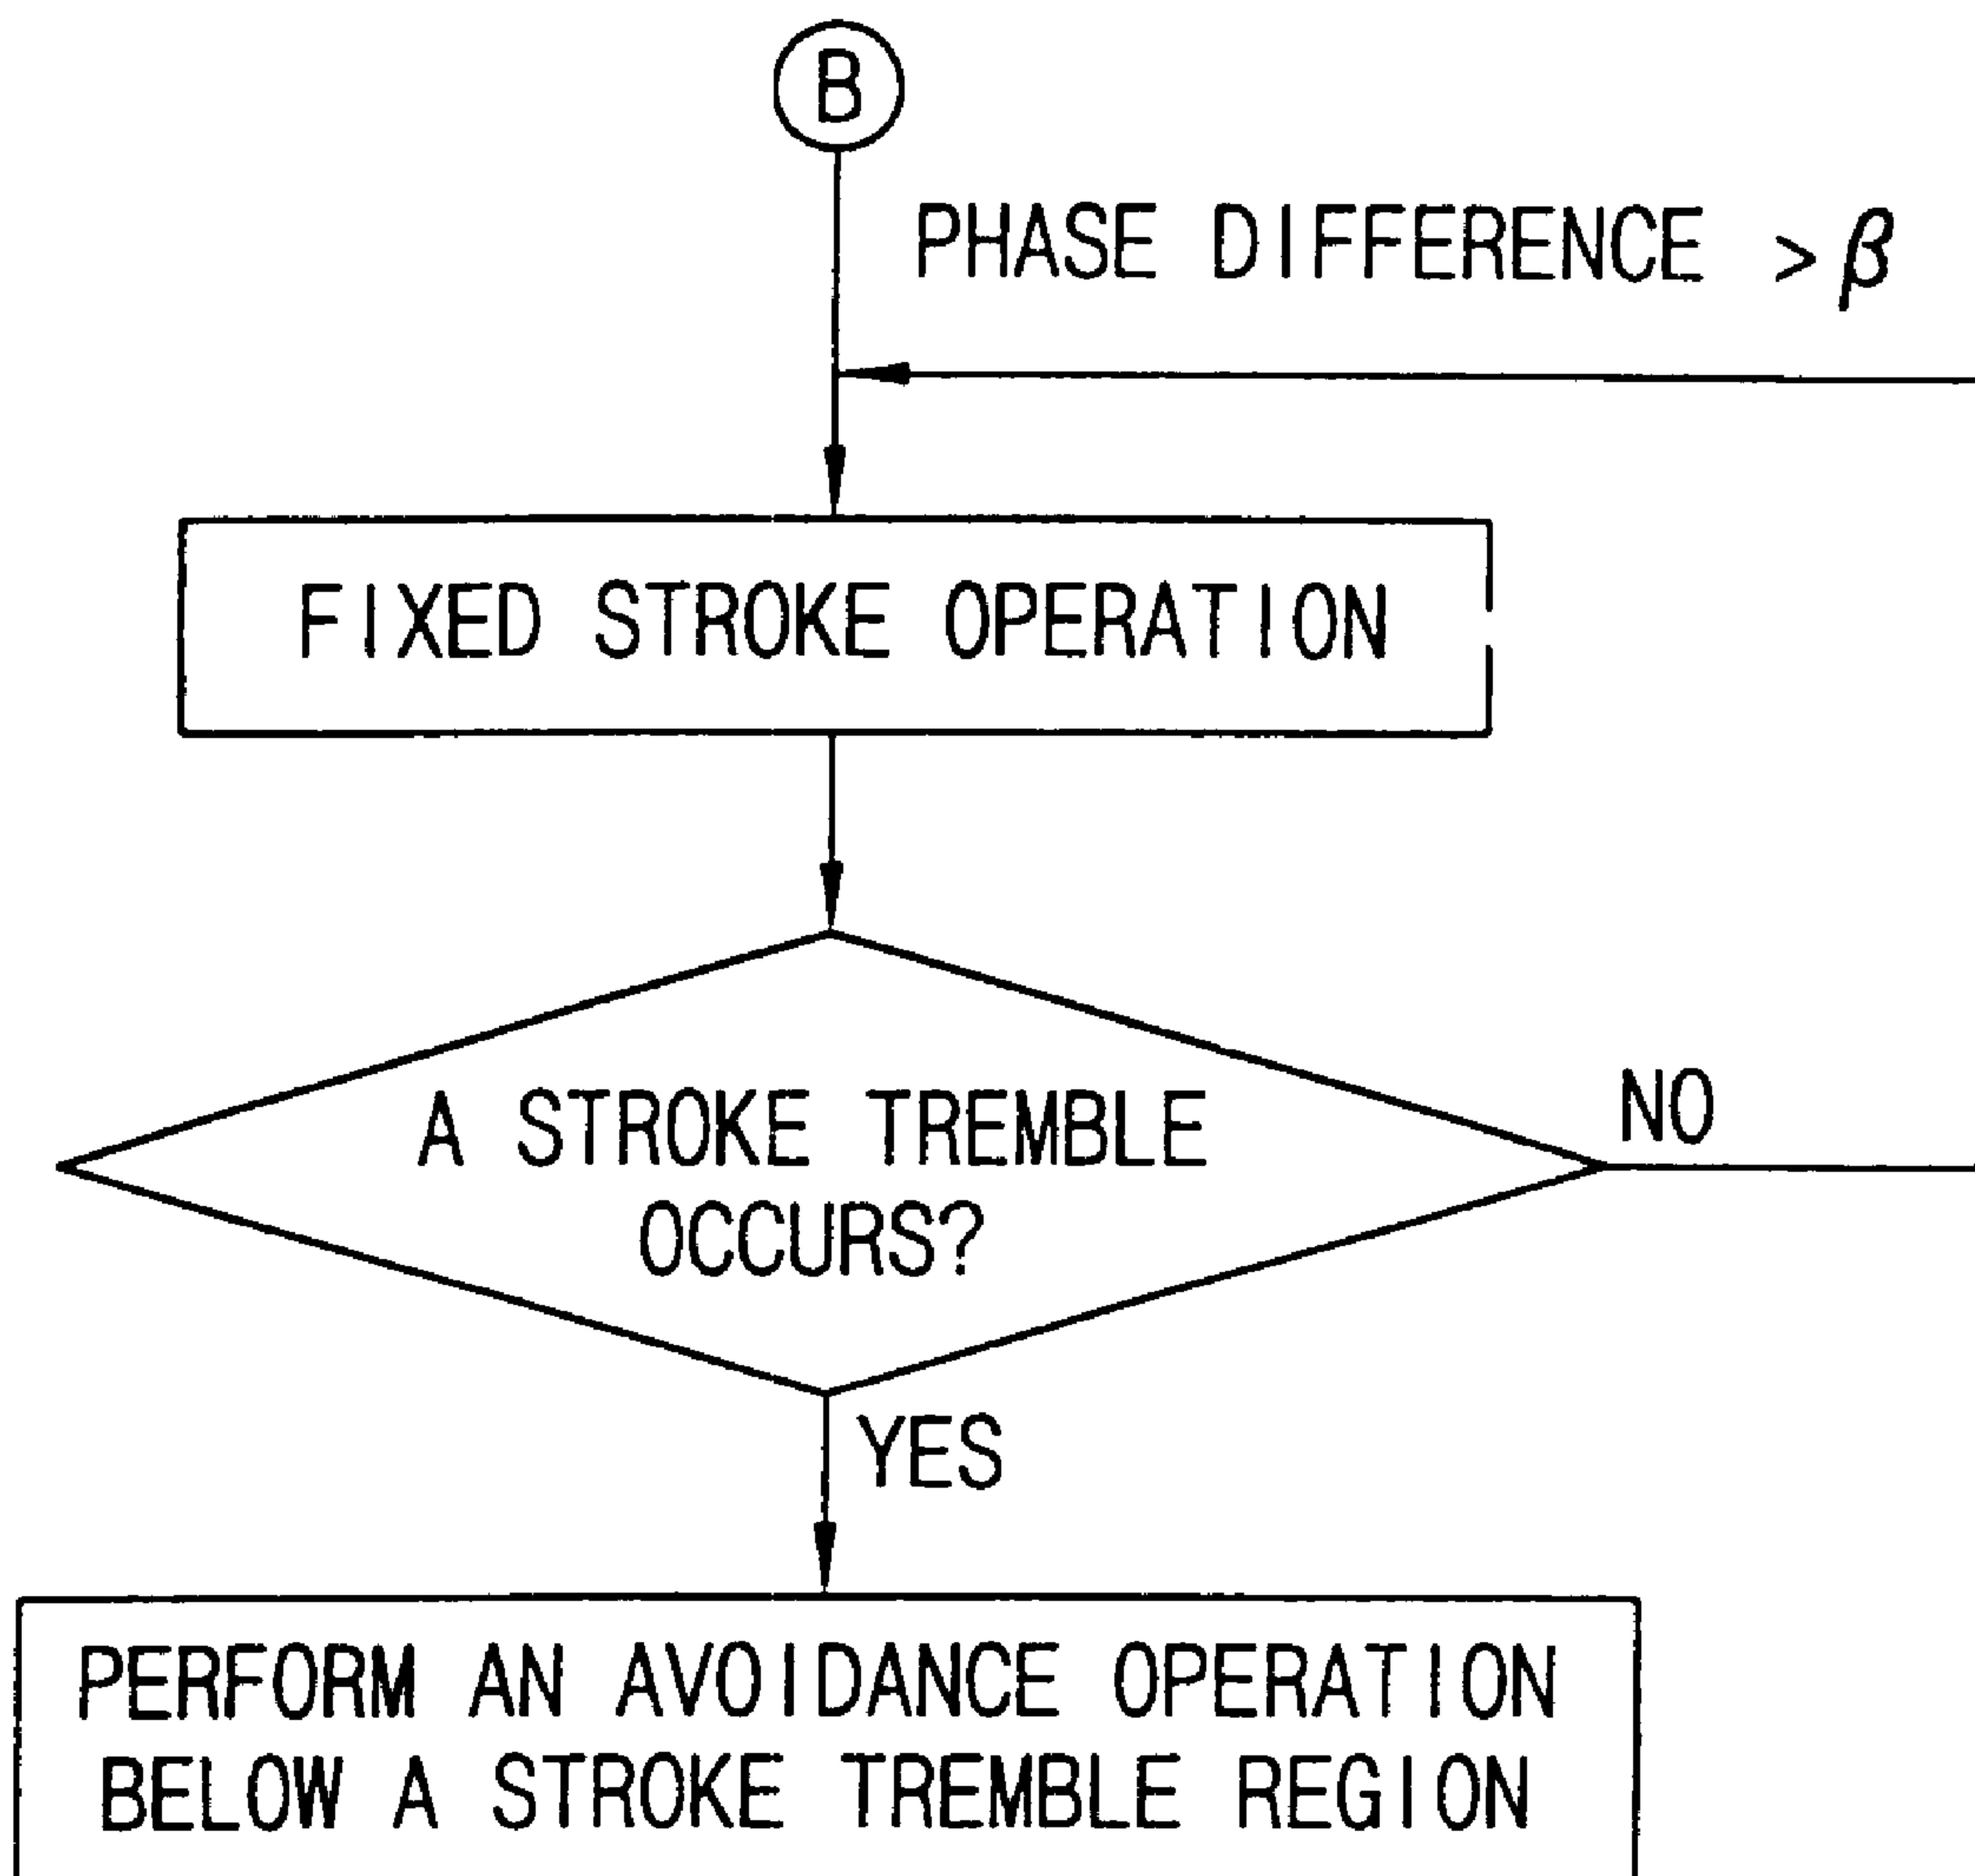 B
PHASE DIFFERENCE > β
FIXED STROKE OPERATION
A STROKE TREMBLE
OCCURS?
NO
YES
PERFORM AN AVOIDANCE OPERATION
BELOW A STROKE TREMBLE REGION